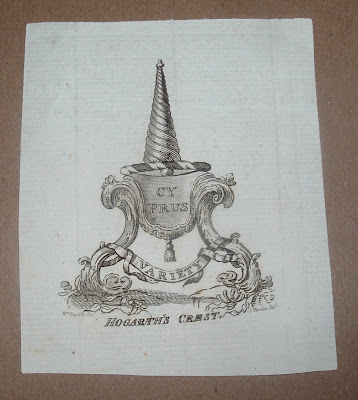 CY
PRUS
VARIETY
HOGARTH'S CREST.